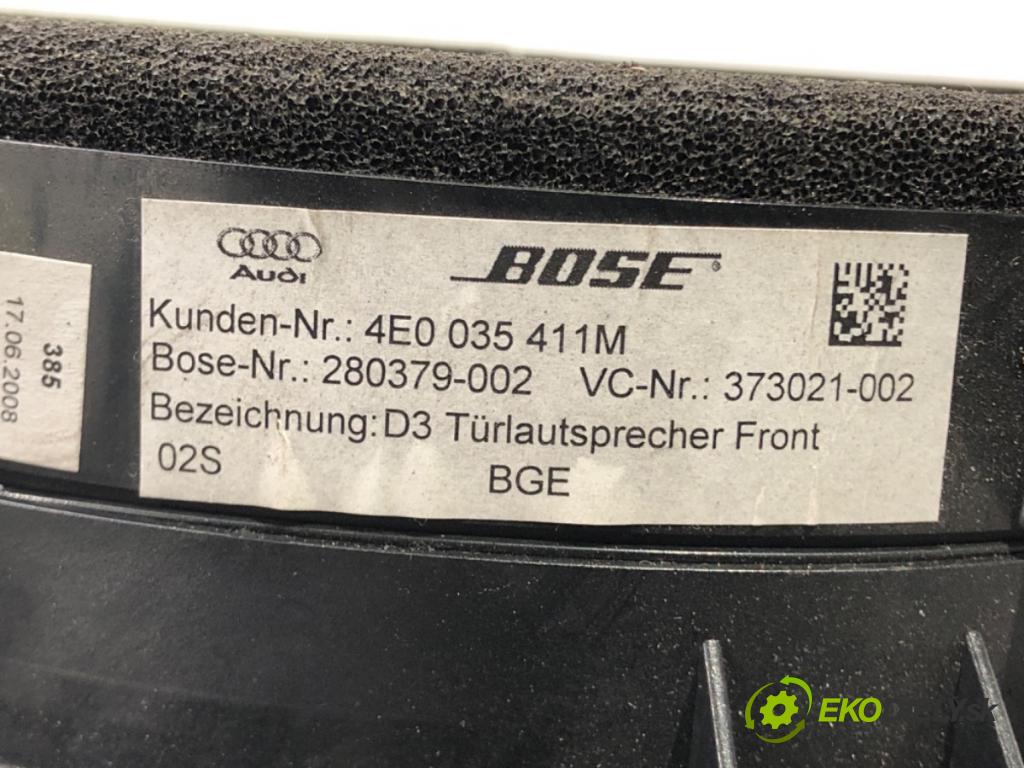 Audi
BOSE®
Kunden-Nr.: 4E0 035 411M
Bose-Nr.: 280379-002 VC-Nr.: 373021-002
Bezeichnung: D3 Türlautsprecher Front
02S BGE
385
17.06.2008
EKO